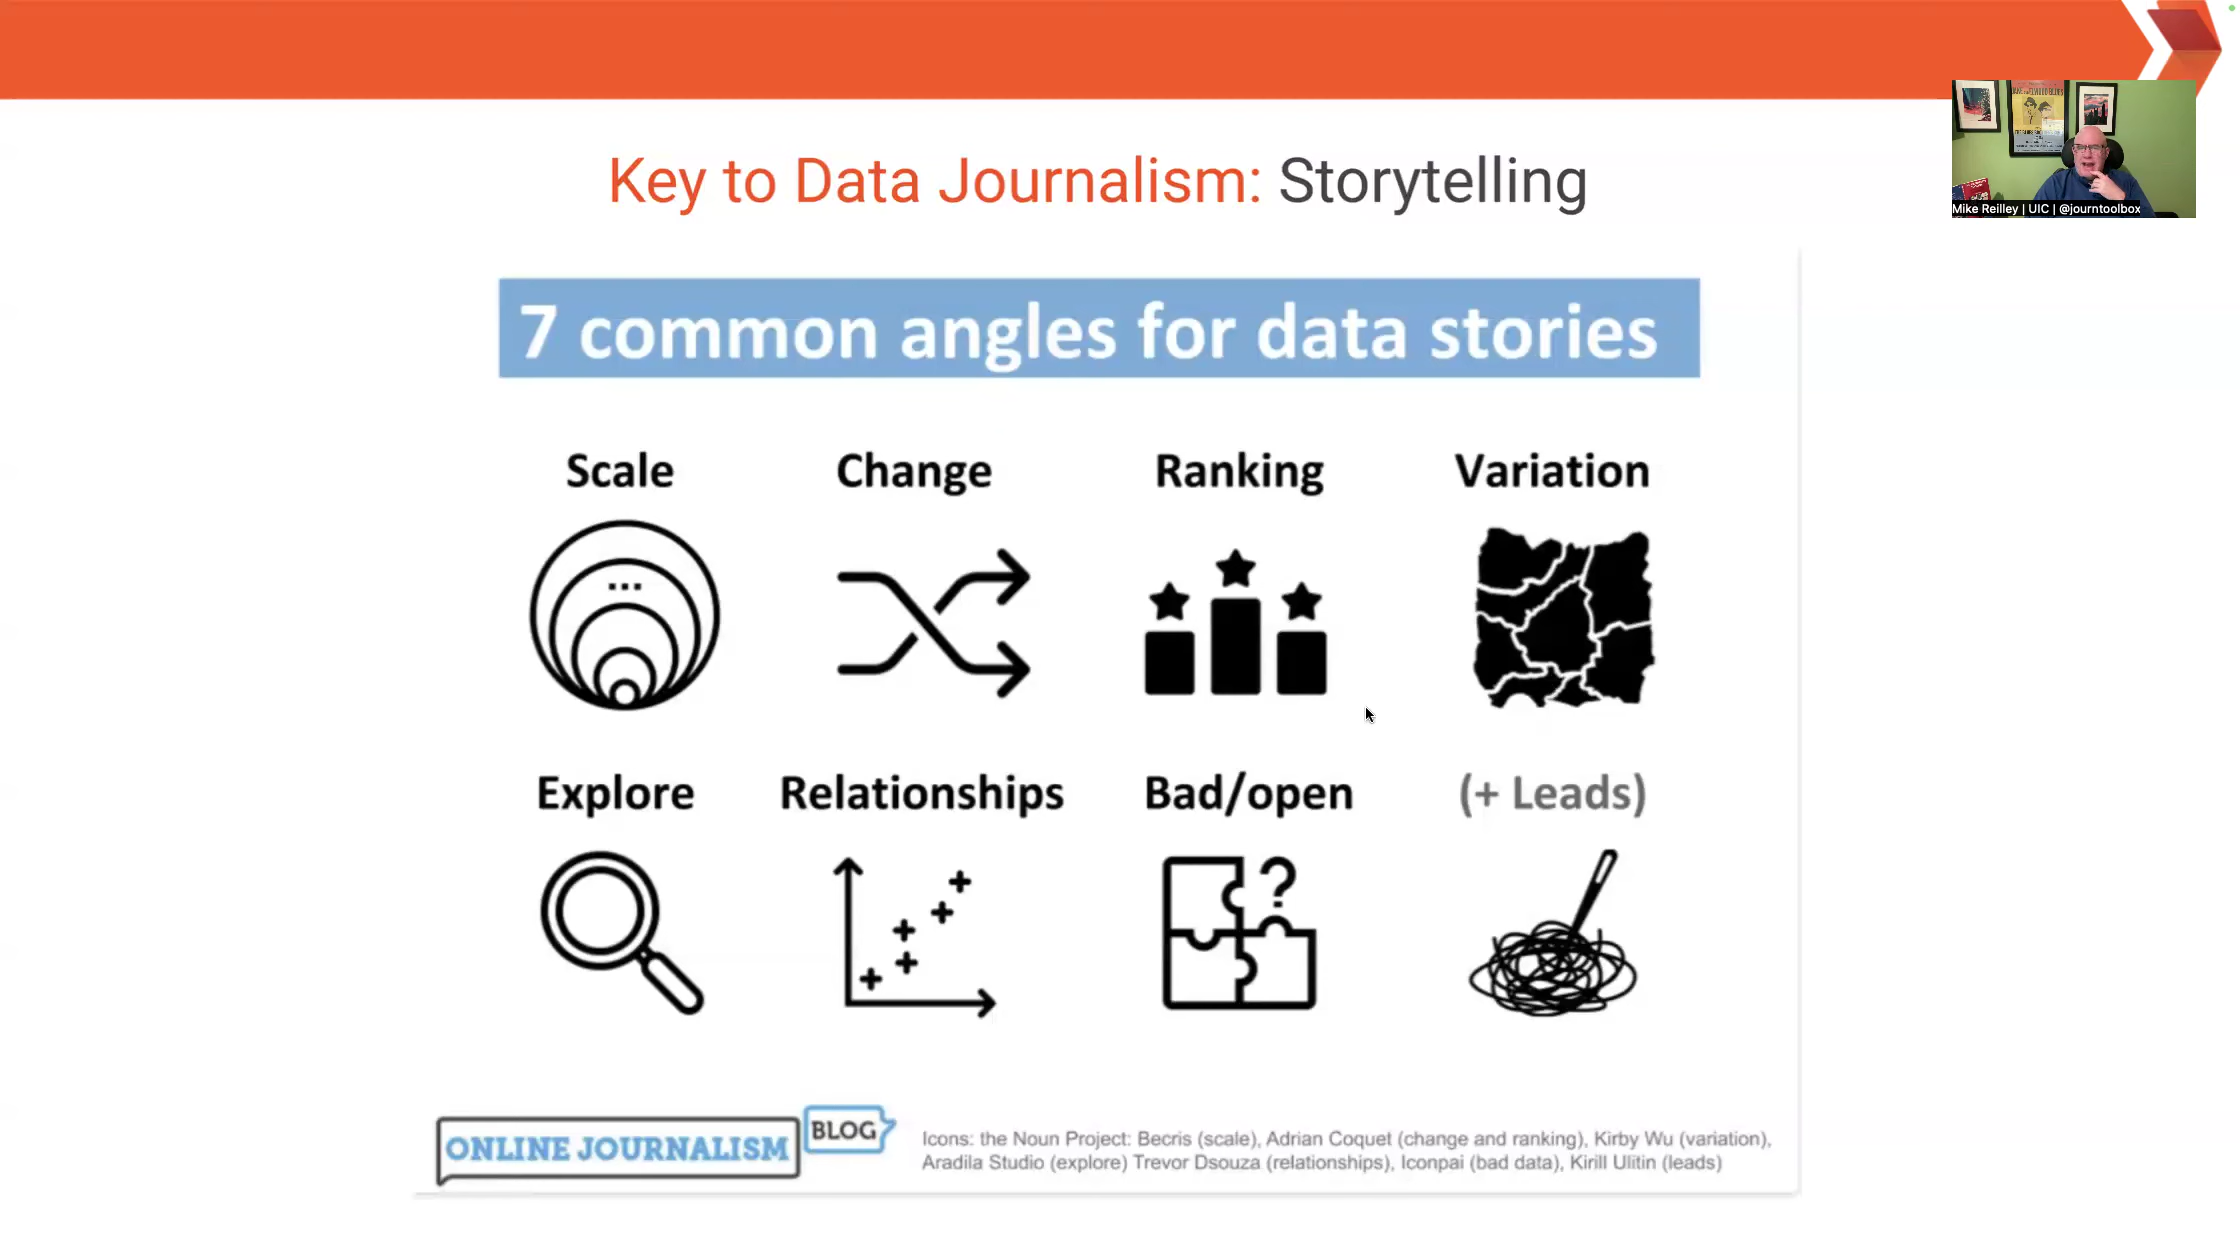 Key to Data Journalism: Storytelling
Mike Reilley | UIC | @journtoolbox
7 common angles for data stories
Scale
Change
Ranking
Variation
...
Explore
Relationships
Bad/open
(+ Leads)
?
ONLINE JOURNALISM
BLOG
Icons: the Noun Project: Becris (scale), Adrian Coquet (change and ranking), Kirby Wu (variation),
Aradila Studio (explore) Trevor Dsouza (relationships), Iconpai (bad data), Kirill Ulitin (leads)